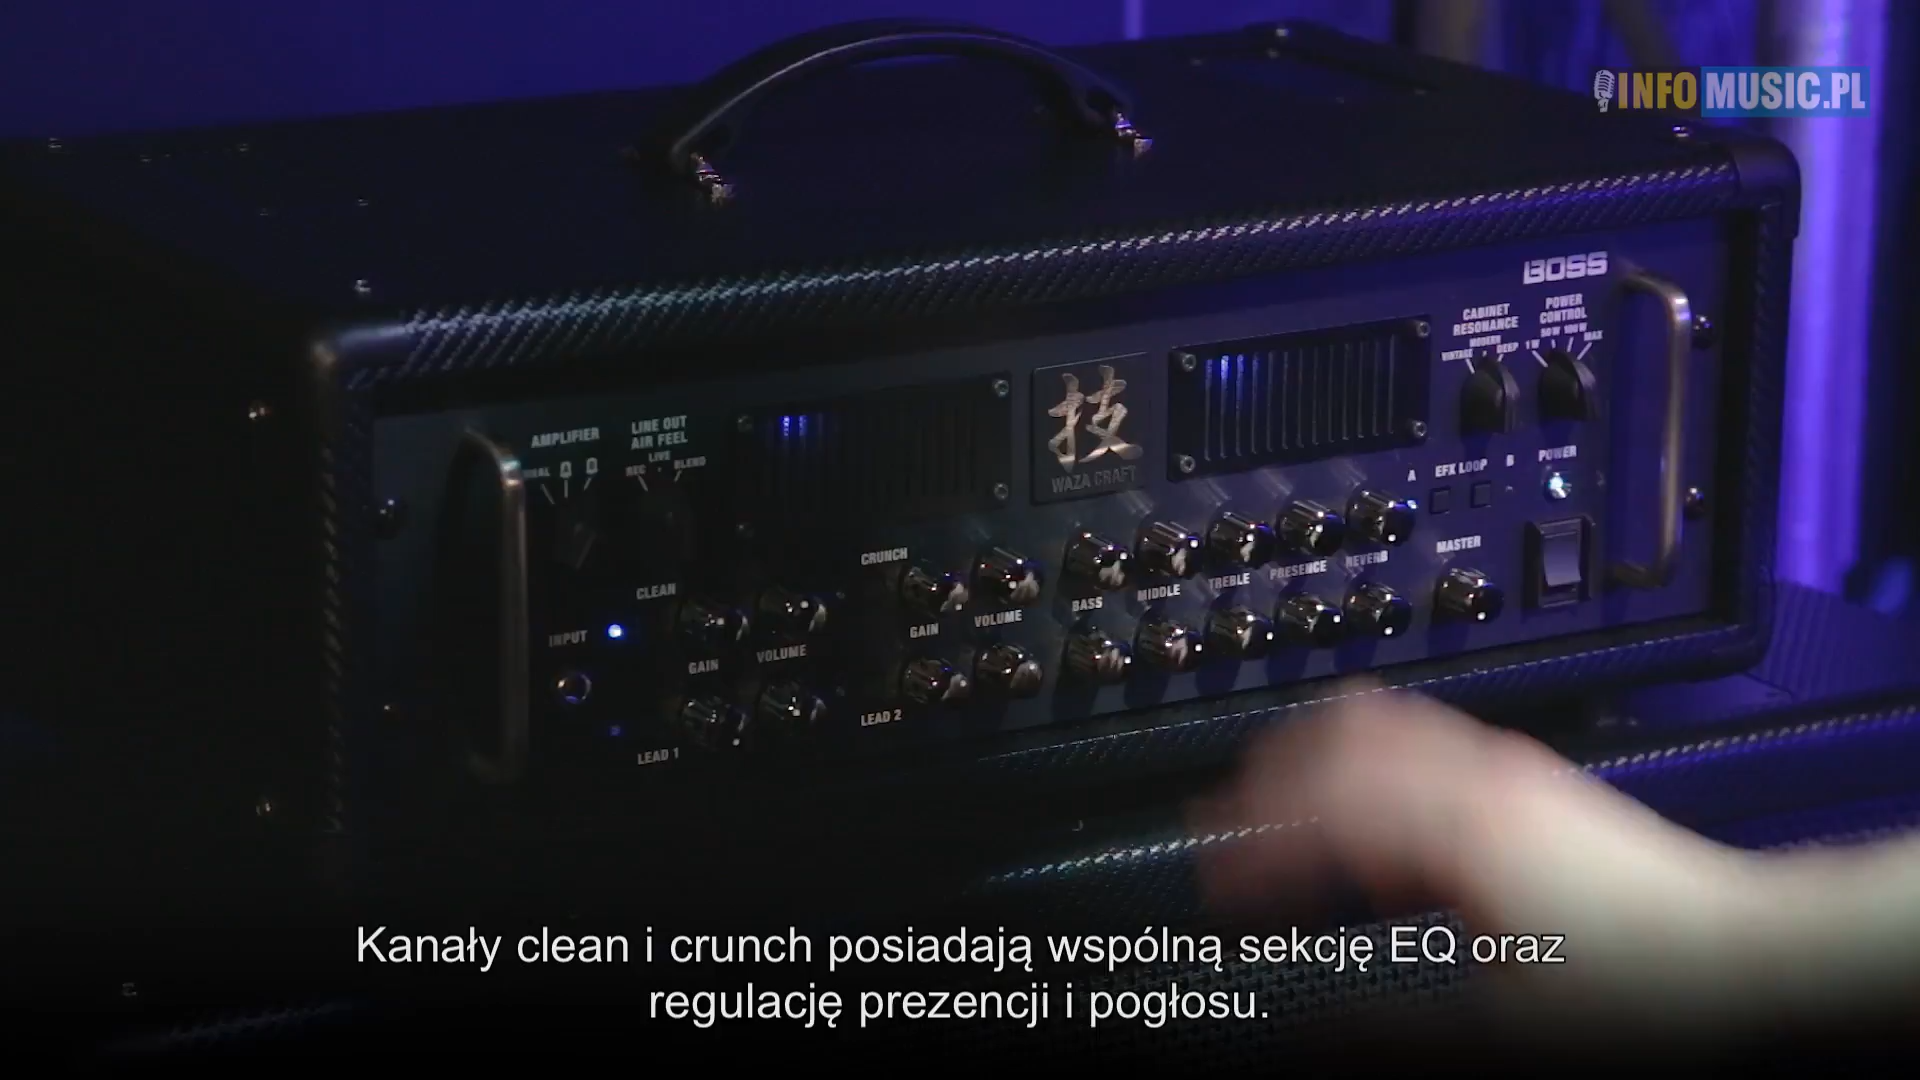 INFOMUSIC.PL
BOSS
CABINET RESONANCE
VINTAGE MODERN DEEP
POWER CONTROL
1W 50W 100W MAX
技
WAZA CRAFT
AMPLIFIER
A B
LINE OUT
AIR FEEL
REC LIVE BLEND
A EFX LOOP B
POWER
CRUNCH
CLEAN
INPUT
GAIN VOLUME
GAIN VOLUME
BASS MIDDLE TREBLE PRESENCE REVERB
MASTER
LEAD 1
LEAD 2
Kanały clean i crunch posiadają wspólną sekcję EQ oraz
regulację prezencji i pogłosu.